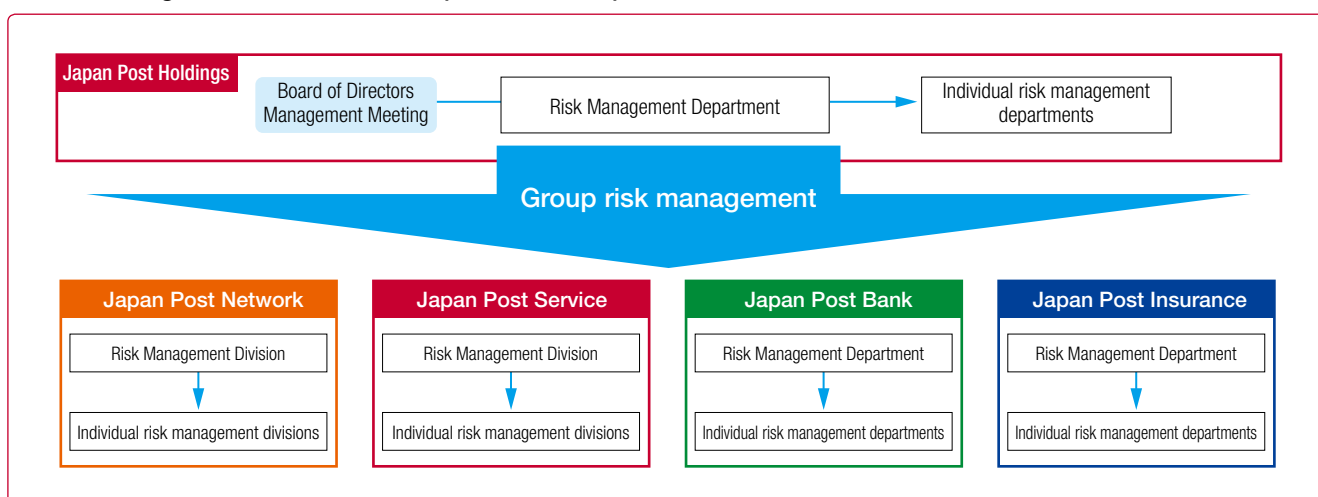 Japan Post Holdings
Board of Directors
Management Meeting
Risk Management Department
Individual risk management
departments
Group risk management
Japan Post Network
Risk Management Division
Individual risk management divisions
Japan Post Service
Risk Management Division
Individual risk management divisions
Japan Post Bank
Risk Management Department
Individual risk management departments
Japan Post Insurance
Risk Management Department
Individual risk management departments